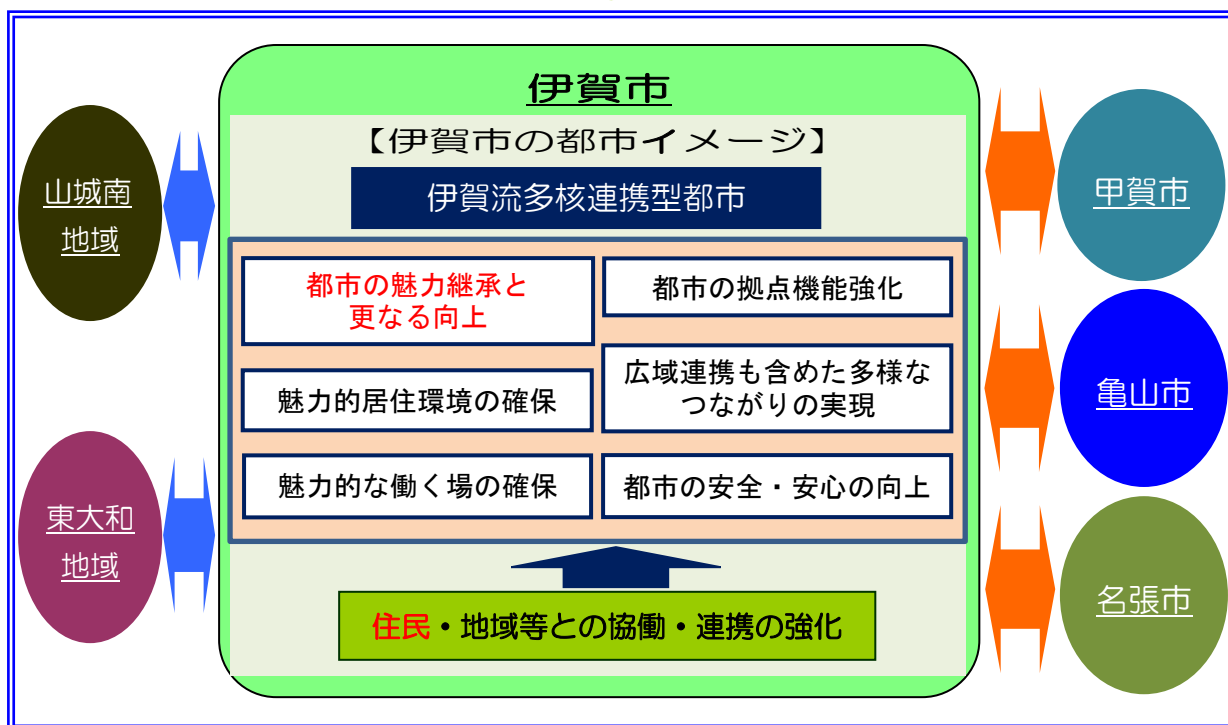 伊賀市
【伊賀市の都市イメージ】
伊賀流多核連携型都市
都市の魅力継承と
更なる向上
都市の拠点機能強化
魅力的居住環境の確保
広域連携も含めた多様な
つながりの実現
魅力的な働く場の確保
都市の安全・安心の向上
住民・地域等との協働・連携の強化
山城南
地域
東大和
地域
甲賀市
亀山市
名張市